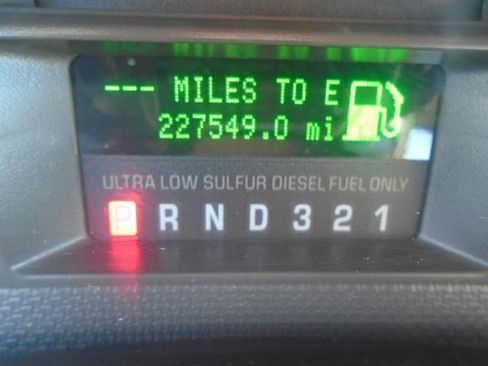 --- MILES TO E
227549.0 mi
ULTRA LOW SULFUR DIESEL FUEL ONLY
P R N D 3 2 1